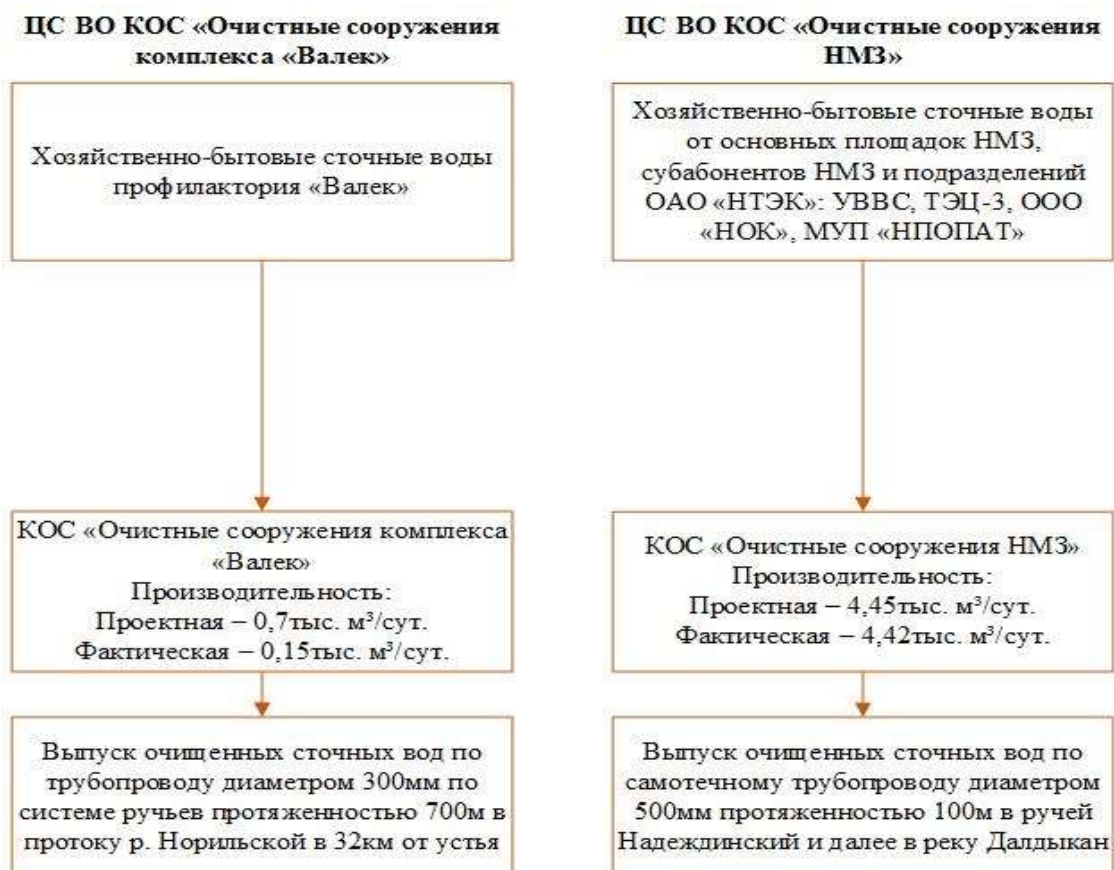 ЦС ВО КОС «Очистные сооружения
комплекса «Валек»
Хозяйственно-бытовые сточные воды
профилактория «Валек»
КОС «Очистные сооружения комплекса
«Валек»
Производительность:
Проектная – 0,7тыс. м³/сут.
Фактическая – 0,15тыс. м³/сут.
Выпуск очищенных сточных вод по
трубопроводу диаметром 300мм по
системе ручьев протяженностью 700м в
протоку р. Норильской в 32км от устья
ЦС ВО КОС «Очистные сооружения
НМЗ»
Хозяйственно-бытовые сточные воды
от основных площадок НМЗ,
субабонентов НМЗ и подразделений
ОАО «НТЭК»: УВВС, ТЭЦ-3, ООО
«НОК», МУП «НПОПАТ»
КОС «Очистные сооружения НМЗ»
Производительность:
Проектная – 4,45тыс. м³/сут.
Фактическая – 4,42тыс. м³/сут.
Выпуск очищенных сточных вод по
самотечному трубопроводу диаметром
500мм протяженностью 100м в ручей
Надеждинский и далее в реку Далдыкан